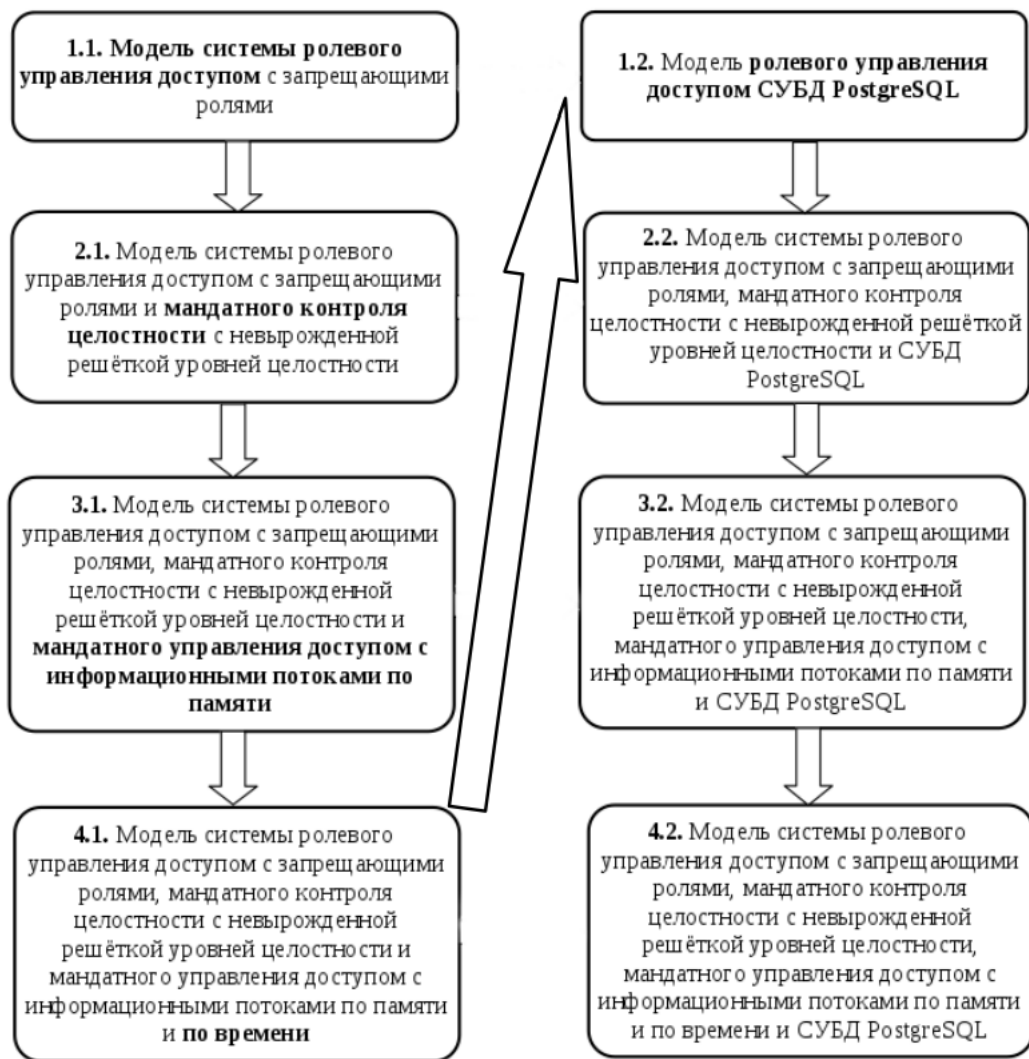 1.1. Модель системы ролевого
управления доступом с запрещающими
ролями
2.1. Модель системы ролевого
управления доступом с запрещающими
ролями и мандатного контроля
целостности с невырожденной
решёткой уровней целостности
3.1. Модель системы ролевого
управления доступом с запрещающими
ролями, мандатного контроля
целостности с невырожденной
решёткой уровней целостности и
мандатного управления доступом с
информационными потоками по
памяти
4.1. Модель системы ролевого
управления доступом с запрещающими
ролями, мандатного контроля
целостности с невырожденной
решёткой уровней целостности и
мандатного управления доступом с
информационными потоками по памяти
и по времени
1.2. Модель ролевого управления
доступом СУБД PostgreSQL
2.2. Модель системы ролевого
управления доступом с запрещающими
ролями, мандатного контроля
целостности с невырожденной решёткой
уровней целостности и СУБД
PostgreSQL
3.2. Модель системы ролевого
управления доступом с запрещающими
ролями, мандатного контроля
целостности с невырожденной
решёткой уровней целостности,
мандатного управления доступом с
информационными потоками по памяти
и СУБД PostgreSQL
4.2. Модель системы ролевого
управления доступом с запрещающими
ролями, мандатного контроля
целостности с невырожденной
решёткой уровней целостности,
мандатного управления доступом с
информационными потоками по памяти
и по времени и СУБД PostgreSQL